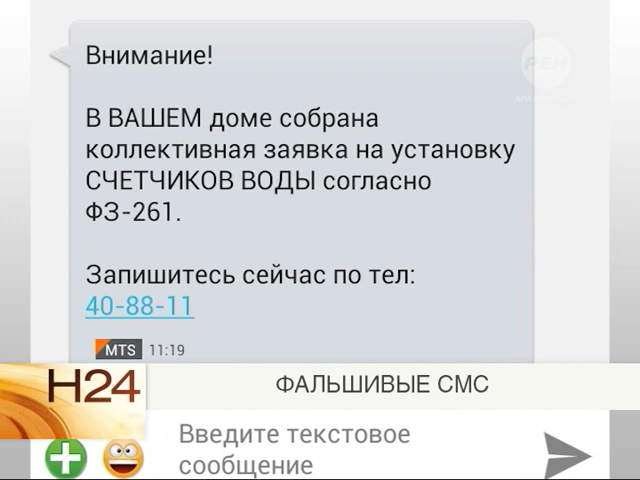 Внимание!
В ВАШЕМ доме собрана
коллективная заявка на установку
СЧЕТЧИКОВ ВОДЫ согласно
ФЗ-261.
Запишитесь сейчас по тел:
40-88-11
MTS 11:19
РЕН
Н24
ФАЛЬШИВЫЕ СМС
Введите текстовое
сообщение